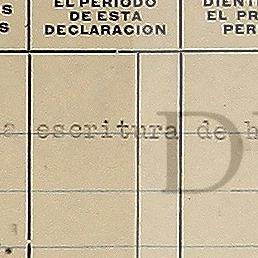 S EL PERIODO DIENT
DE ESTA EL PR
S DECLARACION PER
a escritura de h
D